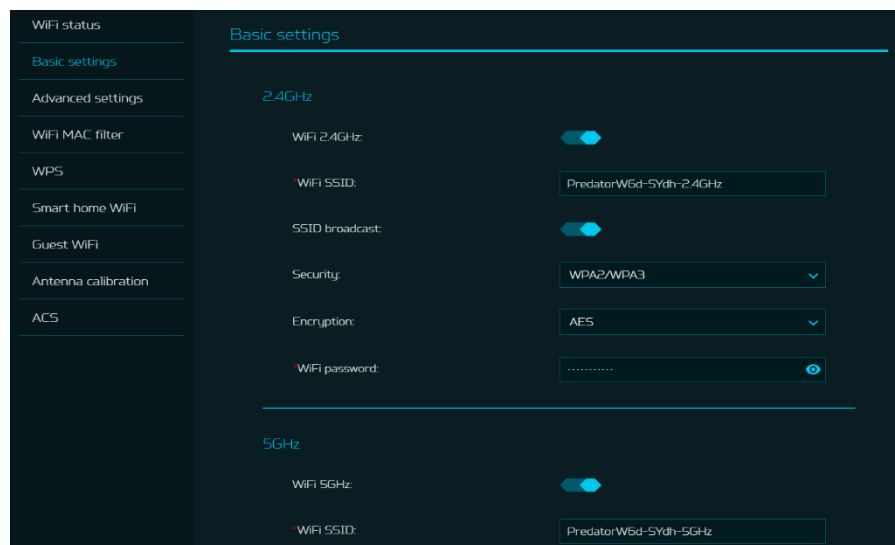 WiFi status
Basic settings
Advanced settings
WiFi MAC filter
WPS
Smart home WiFi
Guest WiFi
Antenna calibration
ACS
Basic settings
2.4GHz
WiFi 2.4GHz:
*WiFi SSID: PredatorW6d-SYdh-2.4GHz
SSID broadcast:
Security: WPA2/WPA3
Encryption: AES
*WiFi password: ...........
5GHz
WiFi 5GHz:
*WiFi SSID: PredatorW6d-SYdh-5GHz